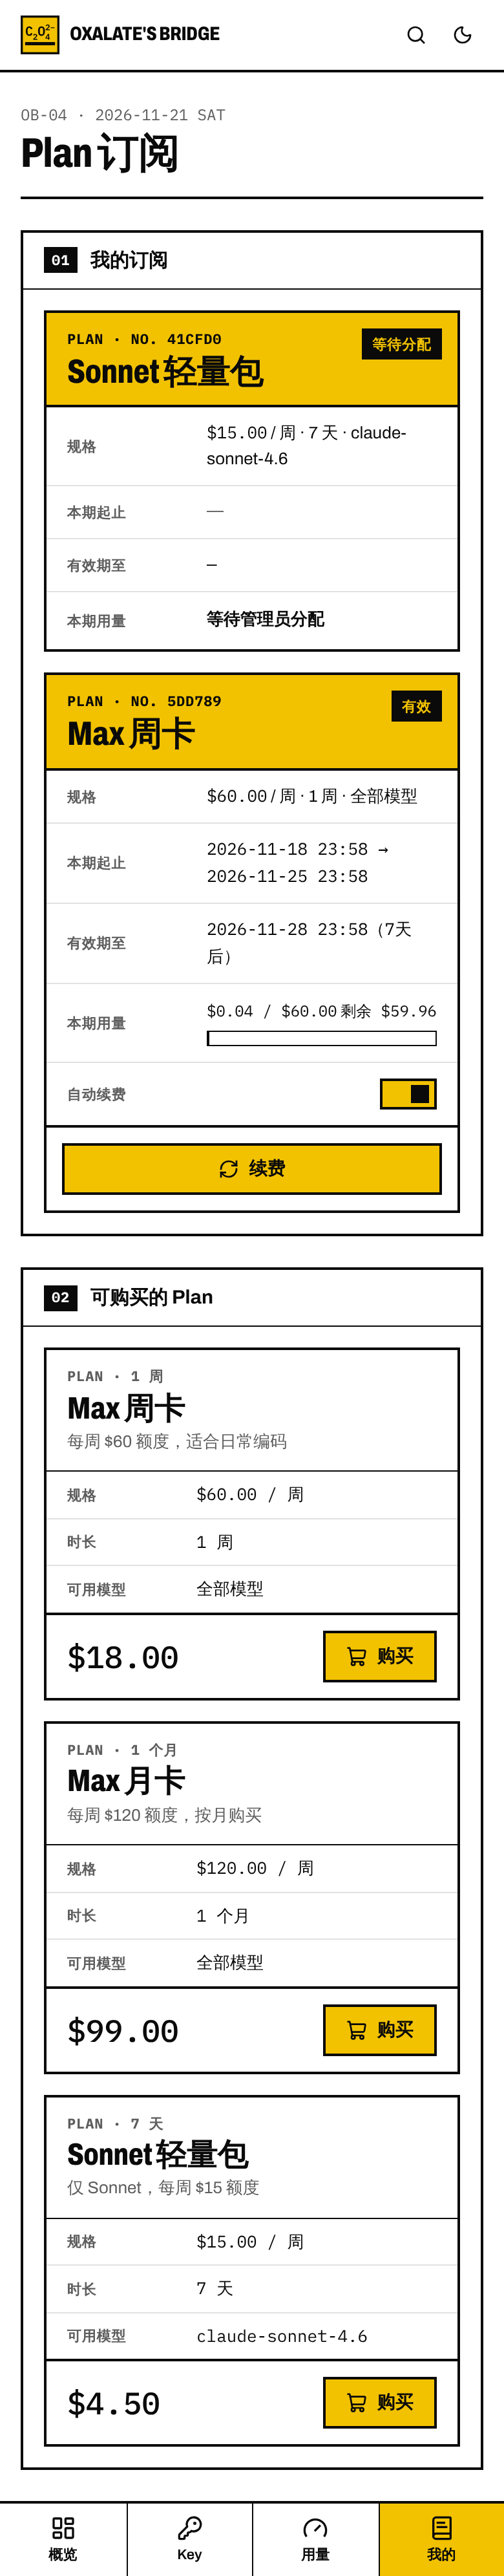 C₂O₄²⁻ OXALATE'S BRIDGE
OB-04 · 2026-11-21 SAT
Plan 订阅
01 我的订阅
PLAN · NO. 41CFD0
等待分配
Sonnet 轻量包
规格 $15.00 / 周 · 7 天 · claude-
sonnet-4.6
本期起止 —
有效期至 —
本期用量 等待管理员分配
PLAN · NO. 5DD789
有效
Max 周卡
规格 $60.00 / 周 · 1 周 · 全部模型
本期起止 2026-11-18 23:58 →
2026-11-25 23:58
有效期至 2026-11-28 23:58（7天
后）
本期用量 $0.04 / $60.00 剩余 $59.96
自动续费
续费
02 可购买的 Plan
PLAN · 1 周
Max 周卡
每周 $60 额度，适合日常编码
规格 $60.00 / 周
时长 1 周
可用模型 全部模型
$18.00 购买
PLAN · 1 个月
Max 月卡
每周 $120 额度，按月购买
规格 $120.00 / 周
时长 1 个月
可用模型 全部模型
$99.00 购买
PLAN · 7 天
Sonnet 轻量包
仅 Sonnet，每周 $15 额度
规格 $15.00 / 周
时长 7 天
可用模型 claude-sonnet-4.6
$4.50 购买
概览 Key 用量 我的